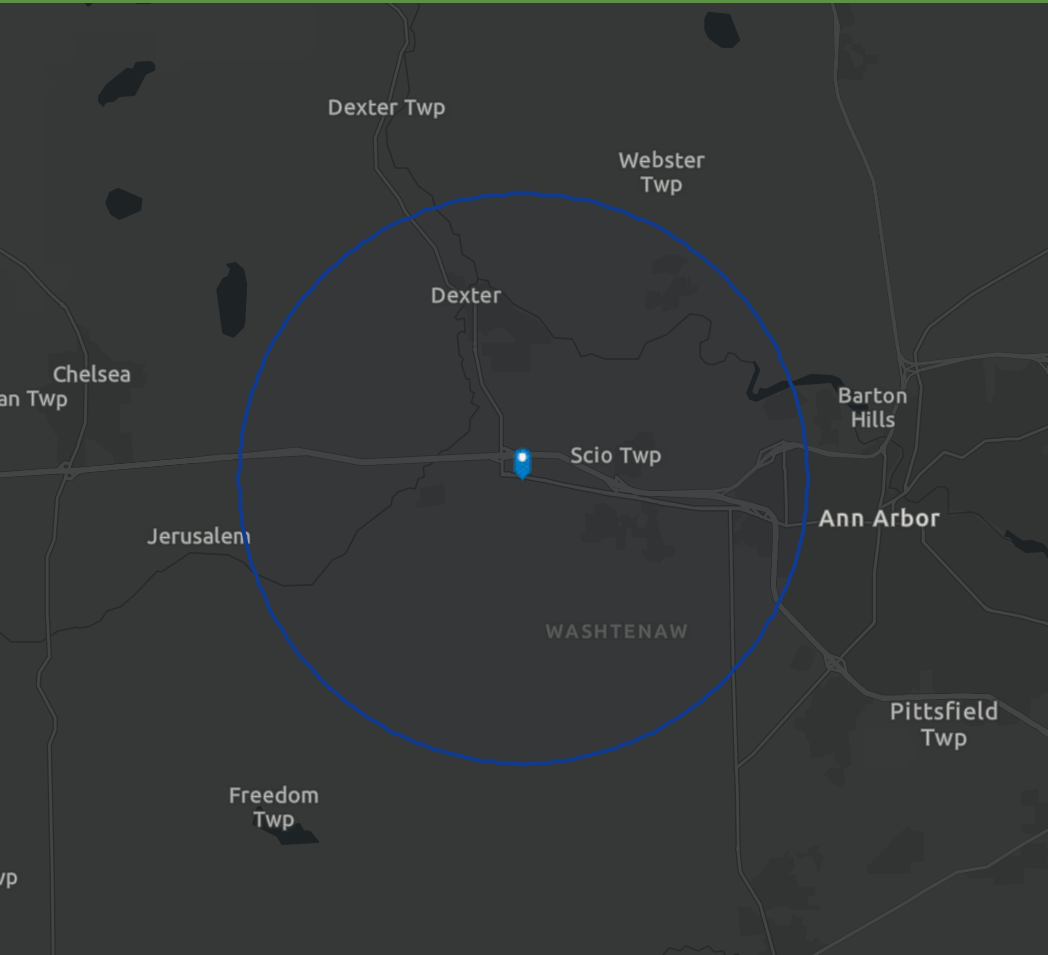 Dexter Twp
Webster
Twp
Dexter
Chelsea
an Twp
Barton
Hills
Scio Twp
Ann Arbor
Jerusalem
WASHTENAW
Pittsfield
Twp
Freedom
Twp
vp